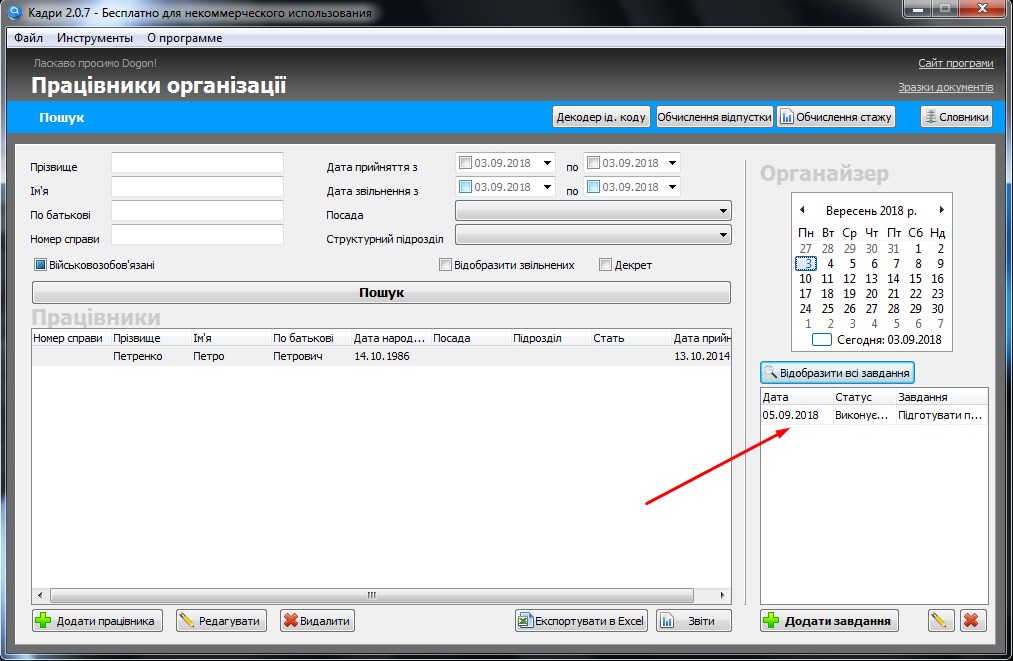 Кадри 2.0.7 - Бесплатно для некоммерческого использования
Файл Инструменты О программе
Ласкаво просимо Dogon!
Сайт програми
Працівники організації
Зразки документів
Пошук
Декодер ід. коду Обчислення відпустки Обчислення стажу Словники
Прізвище
Дата прийняття з 03.09.2018 по 03.09.2018
Ім'я
Дата звільнення з 03.09.2018 по 03.09.2018
По батькові
Посада
Номер справи
Структурний підрозділ
Військовозобов'язані
Відобразити звільнених
Декрет
Пошук
Працівники
Номер справи Прізвище Ім'я По батькові Дата народ... Посада Підрозділ Стать Дата прийн
Петренко Петро Петрович 14.10.1986 13.10.2014
Додати працівника Редагувати Видалити Експортувати в Excel Звіти
Органайзер
Вересень 2018 р.
Пн Вт Ср Чт Пт Сб Нд
27 28 29 30 31 1 2
3 4 5 6 7 8 9
10 11 12 13 14 15 16
17 18 19 20 21 22 23
24 25 26 27 28 29 30
1 2 3 4 5 6 7
Сегодня: 03.09.2018
Відобразити всі завдання
Дата Статус Завдання
05.09.2018 Виконує... Підготувати п...
Додати завдання